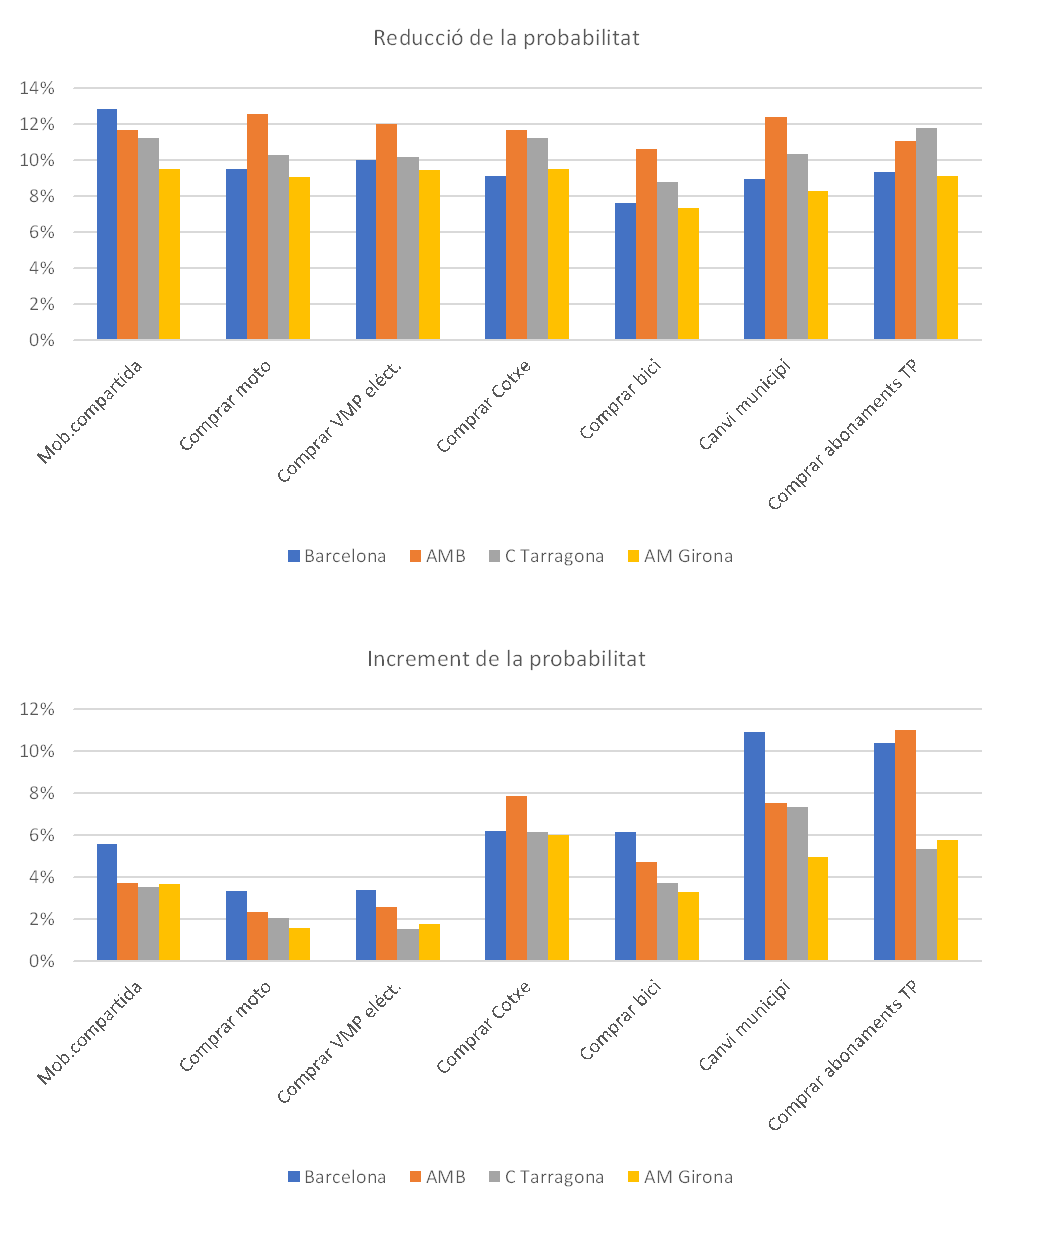 Reducció de la probabilitat
14%
12%
10%
8%
6%
4%
2%
0%
Mob.compartida
Comprar moto
Comprar VMP elèct.
Comprar Cotxe
Comprar bici
Canvi municipi
Comprar abonaments TP
Barcelona AMB C Tarragona AM Girona
Increment de la probabilitat
12%
10%
8%
6%
4%
2%
0%
Mob.compartida
Comprar moto
Comprar VMP elèct.
Comprar Cotxe
Comprar bici
Canvi municipi
Comprar abonaments TP
Barcelona AMB C Tarragona AM Girona